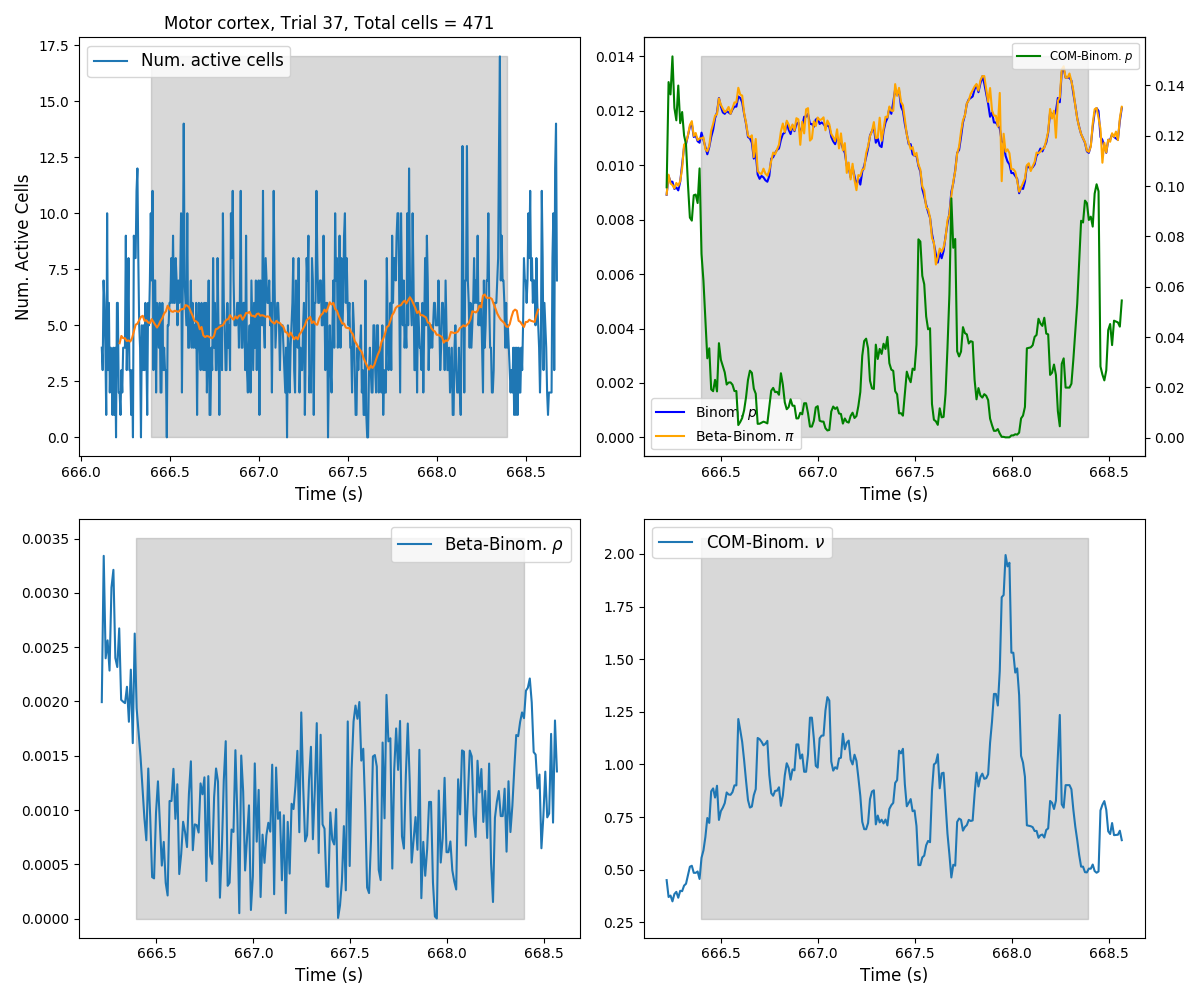 Motor cortex, Trial 37, Total cells = 471
Num. active cells
Num. Active Cells
17.5
15.0
12.5
10.0
7.5
5.0
2.5
0.0
666.0 666.5 667.0 667.5 668.0 668.5
Time (s)
COM-Binom. p
Binom. p
Beta-Binom. π
0.014
0.012
0.010
0.008
0.006
0.004
0.002
0.000
0.14
0.12
0.10
0.08
0.06
0.04
0.02
0.00
666.5 667.0 667.5 668.0 668.5
Time (s)
Beta-Binom. ρ
0.0035
0.0030
0.0025
0.0020
0.0015
0.0010
0.0005
0.0000
666.5 667.0 667.5 668.0 668.5
Time (s)
COM-Binom. ν
2.00
1.75
1.50
1.25
1.00
0.75
0.50
0.25
666.5 667.0 667.5 668.0 668.5
Time (s)